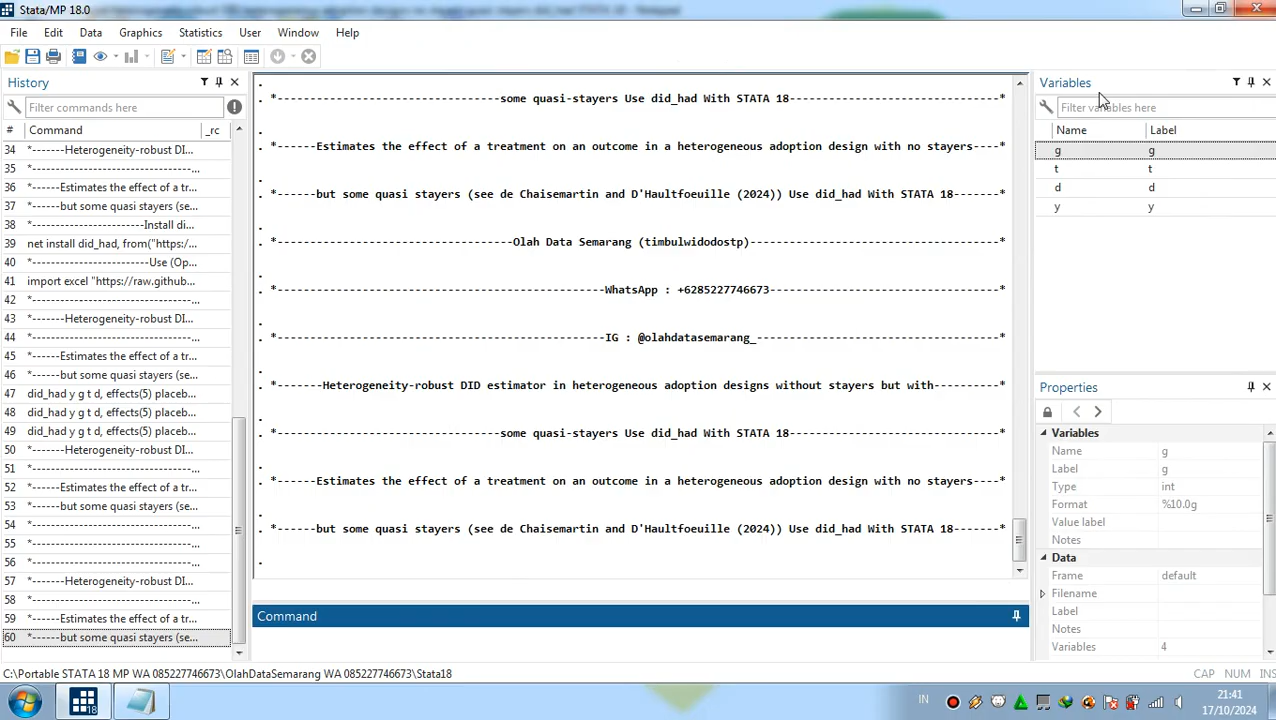 Stata/MP 18.0
File Edit Data Graphics Statistics User Window Help
History
Filter commands here
# Command _rc
34 *-------Heterogeneity-robust DI...
35 *--------------------------------...
36 *------Estimates the effect of a tr...
37 *------but some quasi stayers (se...
38 *-------------------------Install di...
39 net install did_had, from("https:/...
40 *--------------------------Use (Op...
41 import excel "https://raw.github...
42 *--------------------------------...
43 *-------Heterogeneity-robust DI...
44 *--------------------------------...
45 *------Estimates the effect of a tr...
46 *------but some quasi stayers (se...
47 did_had y g t d, effects(5) placeb...
48 did_had y g t d, effects(5) placeb...
49 did_had y g t d, effects(5) placeb...
50 *-------Heterogeneity-robust DI...
51 *--------------------------------...
52 *------Estimates the effect of a tr...
53 *------but some quasi stayers (se...
54 *--------------------------------...
55 *--------------------------------...
56 *--------------------------------...
57 *-------Heterogeneity-robust DI...
58 *--------------------------------...
59 *------Estimates the effect of a tr...
60 *------but some quasi stayers (se...
.
. *-------------------------------some quasi-stayers Use did_had With STATA 18-----------------------------*
.
. *------Estimates the effect of a treatment on an outcome in a heterogeneous adoption design with no stayers----*
.
. *------but some quasi stayers (see de Chaisemartin and D'Haultfoeuille (2024)) Use did_had With STATA 18-------*
.
. *---------------------------------Olah Data Semarang (timbulwidodostp)-----------------------------------*
.
. *----------------------------------------------WhatsApp : +6285227746673---------------------------------*
.
. *----------------------------------------------IG : @olahdatasemarang_-----------------------------------*
.
. *-------Heterogeneity-robust DID estimator in heterogeneous adoption designs without stayers but with----------*
.
. *-------------------------------some quasi-stayers Use did_had With STATA 18-----------------------------*
.
. *------Estimates the effect of a treatment on an outcome in a heterogeneous adoption design with no stayers----*
.
. *------but some quasi stayers (see de Chaisemartin and D'Haultfoeuille (2024)) Use did_had With STATA 18-------*
.
Command
Variables
Filter variables here
Name Label
g g
t t
d d
y y
Properties
Variables
Name g
Label g
Type int
Format %10.0g
Value label
Notes
Data
Frame default
Filename
Label
Notes
Variables 4
C:\Portable STATA 18 MP WA 085227746673\OlahDataSemarang\Stata18
CAP NUM INS
18
IN
21:41
17/10/2024